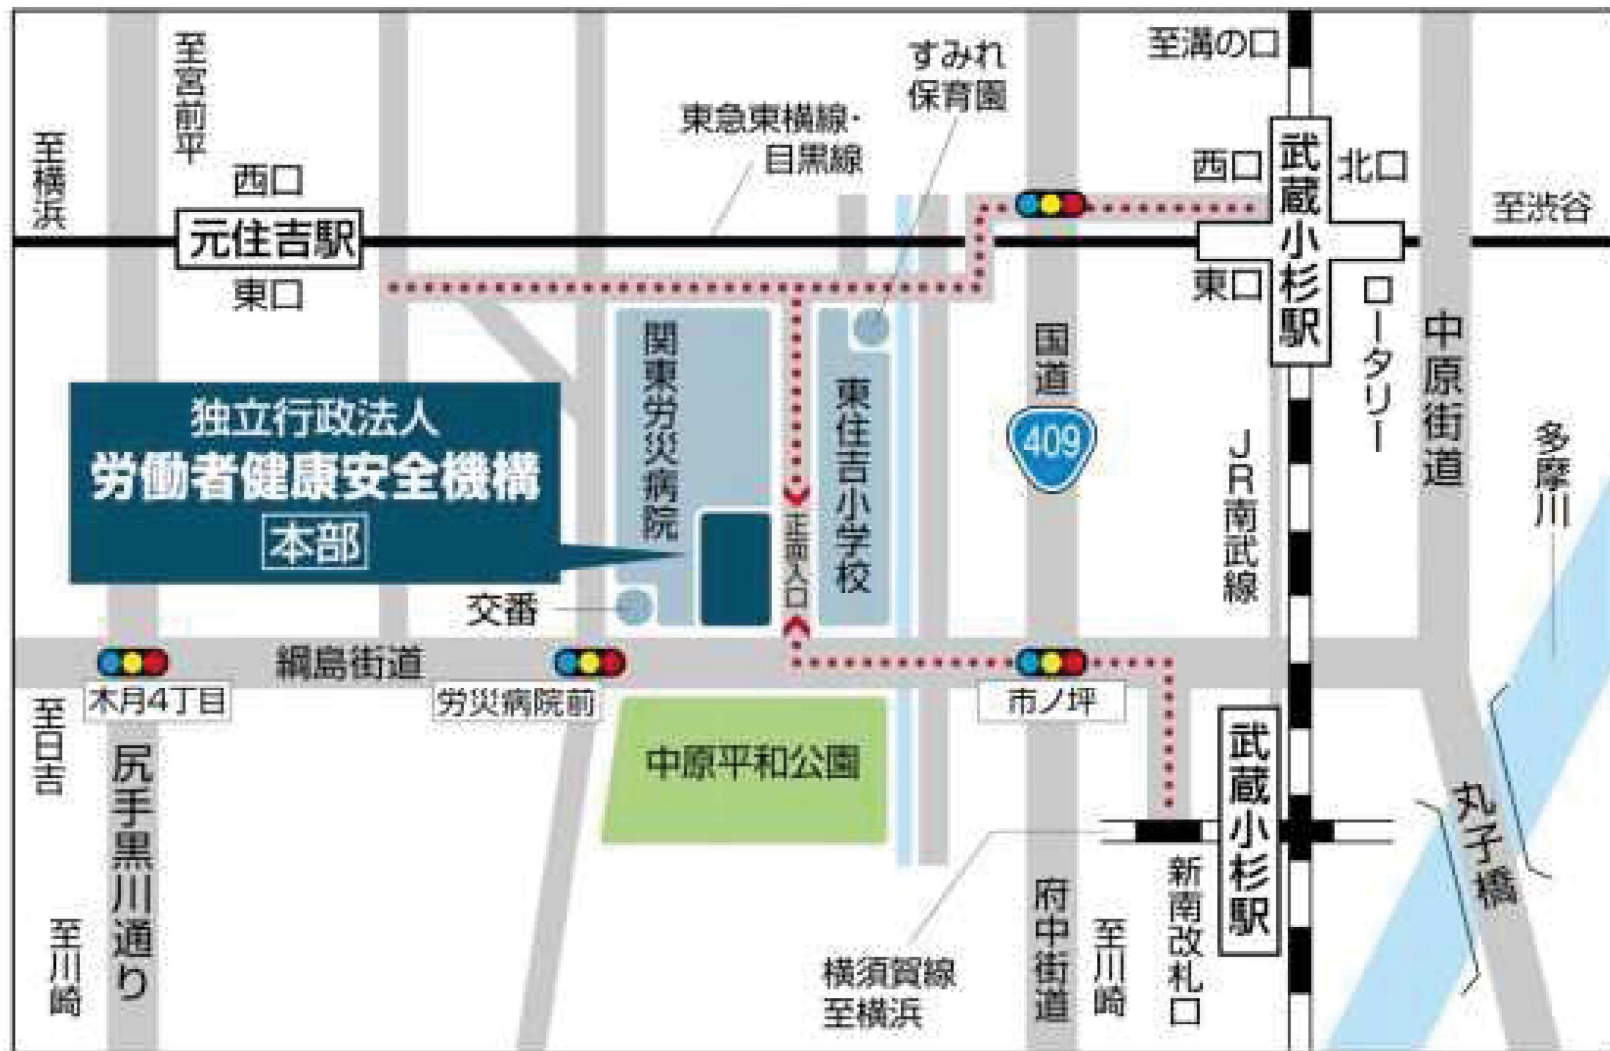 至宮前平
至横浜
西口
元住吉駅
東口
東急東横線・
目黒線
すみれ
保育園
至溝の口
西口
武蔵小杉駅
北口
至渋谷
東口
ロータリー
中原街道
多摩川
国道
409
JR南武線
関東労災病院
東住吉小学校
正面入口
独立行政法人
労働者健康安全機構
本部
交番
綱島街道
木月4丁目
労災病院前
市ノ坪
至日吉
尻手黒川通り
至川崎
中原平和公園
横須賀線
至横浜
府中街道
至川崎
新南改札口
武蔵小杉駅
丸子橋